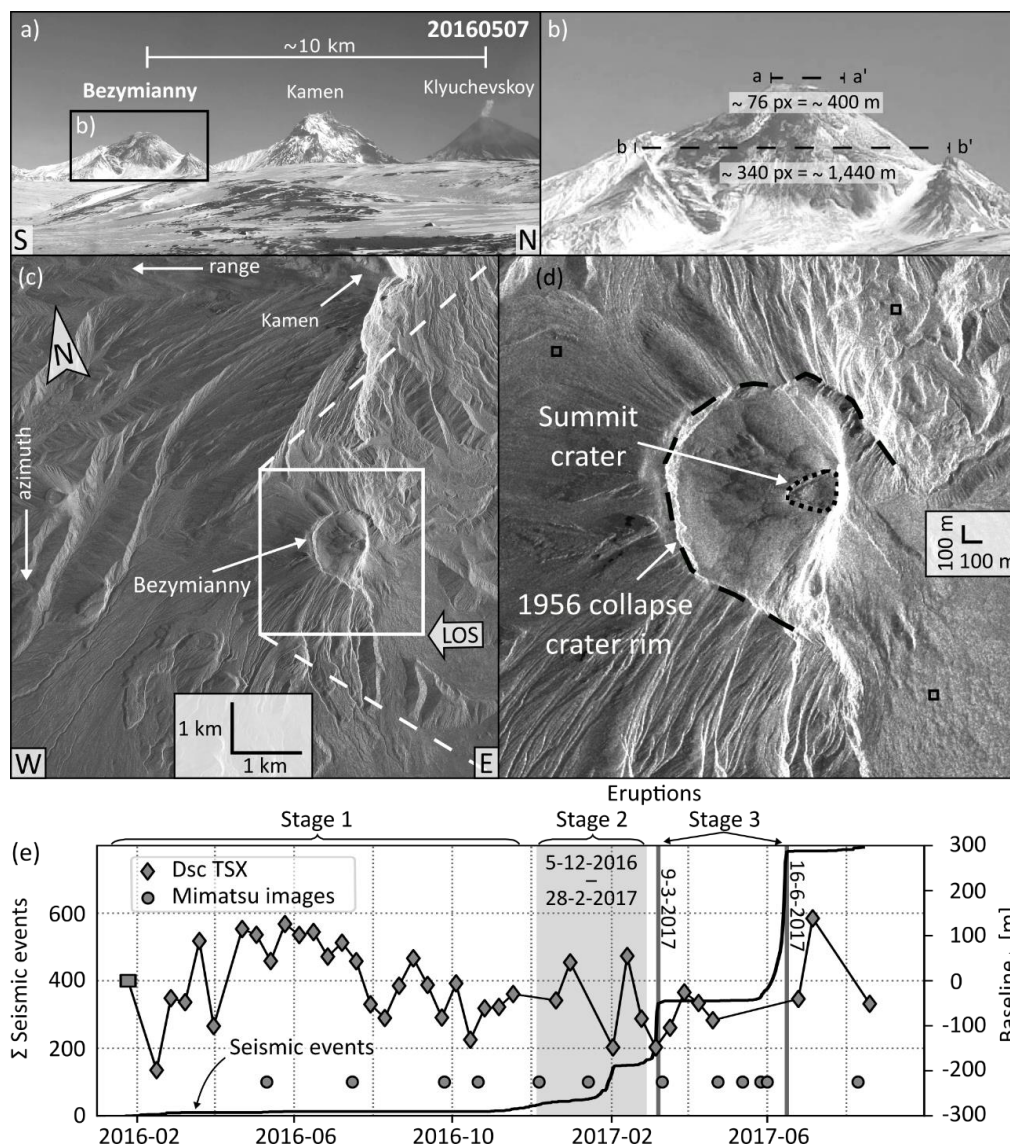 a)
20160507
~10 km
Bezymianny
Kamen
Klyuchevskoy
b)
S
N
b)
a
a'
~ 76 px = ~ 400 m
b
b'
~ 340 px = ~ 1,440 m
(c)
range
Kamen
N
azimuth
Bezymianny
LOS
1 km
1 km
W
E
(d)
Summit
crater
100 m
100 m
1956 collapse
crater rim
Eruptions
Stage 1
Stage 2
Stage 3
(e)
Dsc TSX
Mimatsu images
5-12-2016
–
28-2-2017
9-3-2017
16-6-2017
Seismic events
Σ Seismic events
600
400
200
0
300
200
100
0
-100
-200
-300
Baseline⊥ [m]
2016-02
2016-06
2016-10
2017-02
2017-06